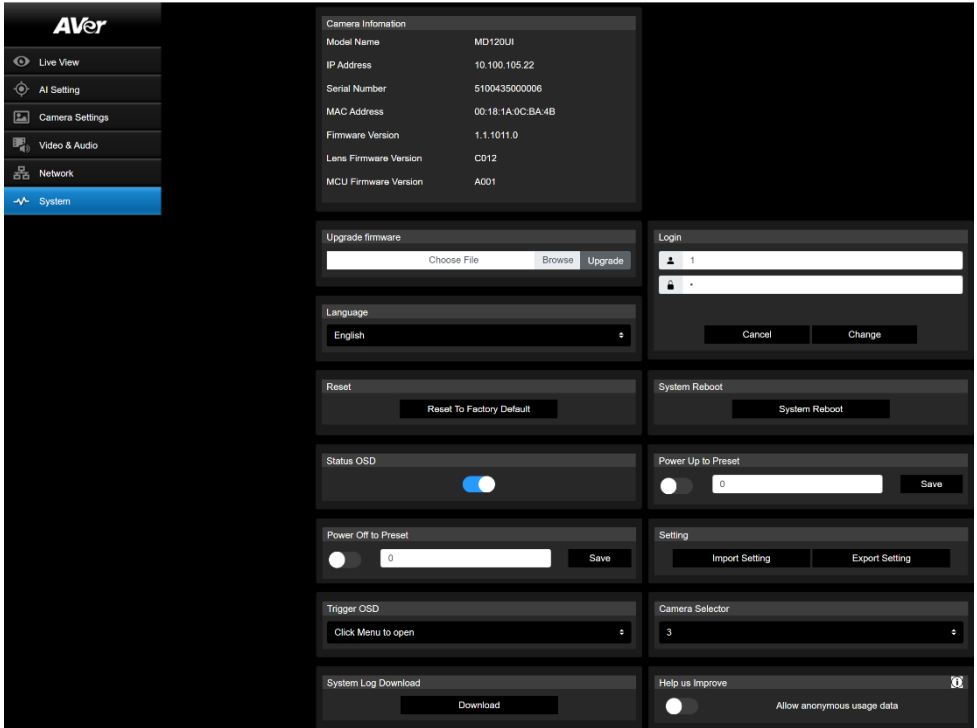 AVer
Live View
AI Setting
Camera Settings
Video & Audio
Network
System
Camera Infomation
Model Name MD120UI
IP Address 10.100.105.22
Serial Number 5100435000006
MAC Address 00:18:1A:0C:BA:4B
Firmware Version 1.1.1011.0
Lens Firmware Version C012
MCU Firmware Version A001
Upgrade firmware
Choose File Browse Upgrade
Login
1
•
Cancel Change
Language
English
Reset
Reset To Factory Default
System Reboot
System Reboot
Status OSD
Power Up to Preset
0 Save
Power Off to Preset
0 Save
Setting
Import Setting Export Setting
Trigger OSD
Click Menu to open
Camera Selector
3
System Log Download
Download
Help us Improve
Allow anonymous usage data